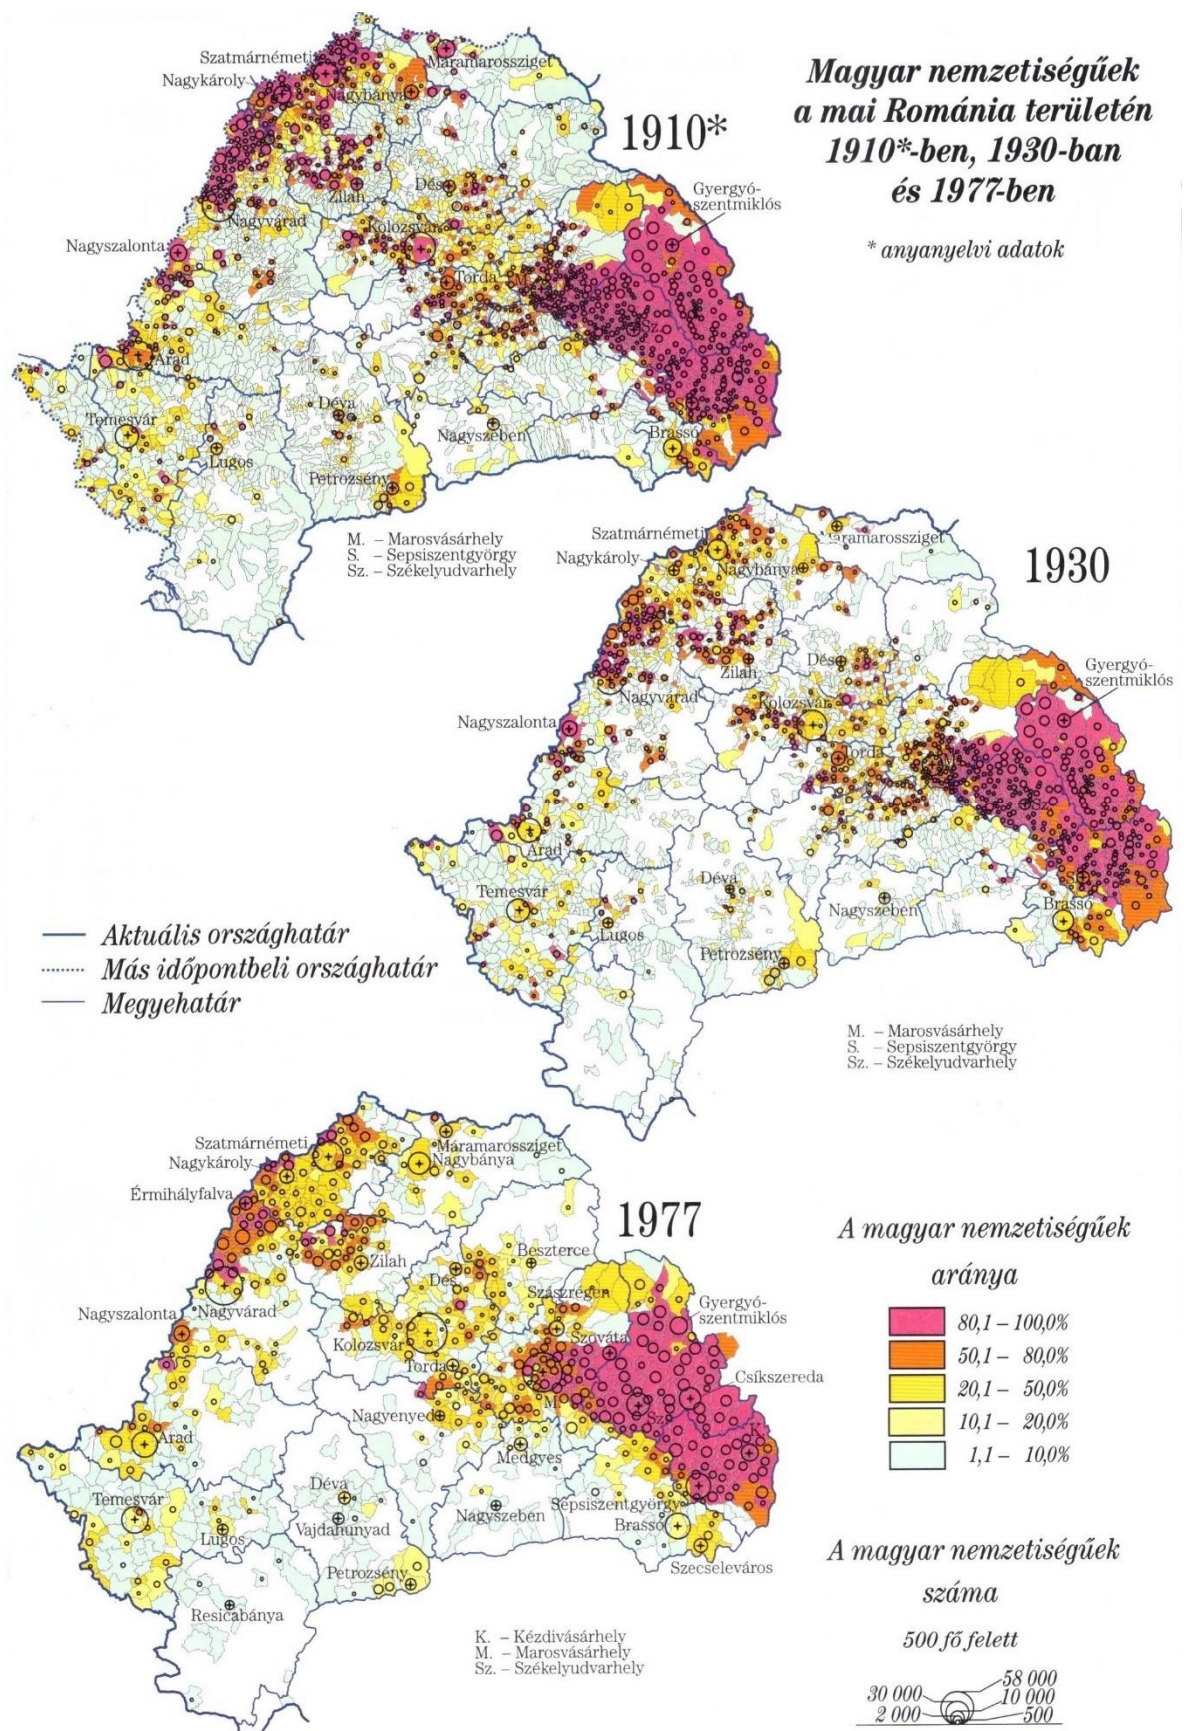 Magyar nemzetiségűek
a mai Románia területén
1910*-ben, 1930-ban
és 1977-ben
* anyanyelvi adatok
1910*
Szatmárnémeti
Nagykároly
Máramarossziget
Nagybánya
Zilah
Dés
Nagyvárad
Kolozsvár
Gyergyó-
szentmiklós
Nagyszalonta
Torda
M.
Sz.
Arad
Temesvár
Lugos
Déva
Nagyszeben
S.
Brassó
Petrozsény
M. – Marosvásárhely
S. – Sepsiszentgyörgy
Sz. – Székelyudvarhely
1930
Szatmárnémeti
Nagykároly
Máramarossziget
Nagybánya
Zilah
Dés
Nagyvárad
Kolozsvár
Gyergyó-
szentmiklós
Nagyszalonta
Torda
M.
Sz.
Arad
Temesvár
Lugos
Déva
Nagyszeben
S.
Brassó
Petrozsény
M. – Marosvásárhely
S. – Sepsiszentgyörgy
Sz. – Székelyudvarhely
Aktuális országhatár
Más időpontbeli országhatár
Megyehatár
1977
Szatmárnémeti
Nagykároly
Érmihályfalva
Máramarossziget
Nagybánya
Zilah
Dés
Beszterce
Szászrégen
Nagyvárad
Nagyszalonta
Kolozsvár
Szováta
Gyergyó-
szentmiklós
Torda
Csíkszereda
Nagyenyed
M.
Sz.
K.
Arad
Medgyes
Temesvár
Lugos
Déva
Vajdahunyad
Nagyszeben
Sepsiszentgyörgy
Brassó
Szecseleváros
Petrozsény
Resicabánya
K. – Kézdivásárhely
M. – Marosvásárhely
Sz. – Székelyudvarhely
A magyar nemzetiségűek
aránya
80,1 – 100,0%
50,1 – 80,0%
20,1 – 50,0%
10,1 – 20,0%
1,1 – 10,0%
A magyar nemzetiségűek
száma
500 fő felett
58 000
30 000
10 000
2 000
500